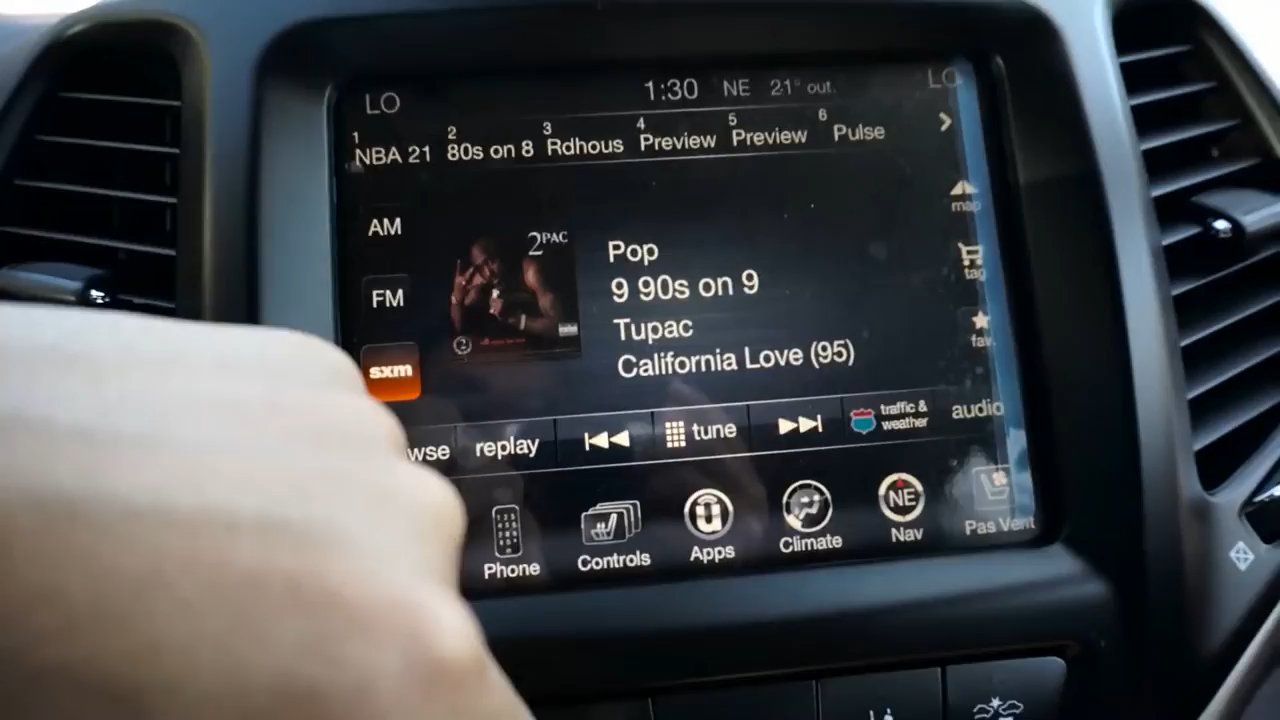 LO 1:30 NE 21° out. LO
1 NBA 21 2 80s on 8 3 Rdhous 4 Preview 5 Preview 6 Pulse
AM
FM
sxm
2PAC
Pop
9 90s on 9
Tupac
California Love (95)
map
tag
fav.
wse replay tune traffic & weather audio
Phone Controls Apps Climate NE Nav Pas Vent